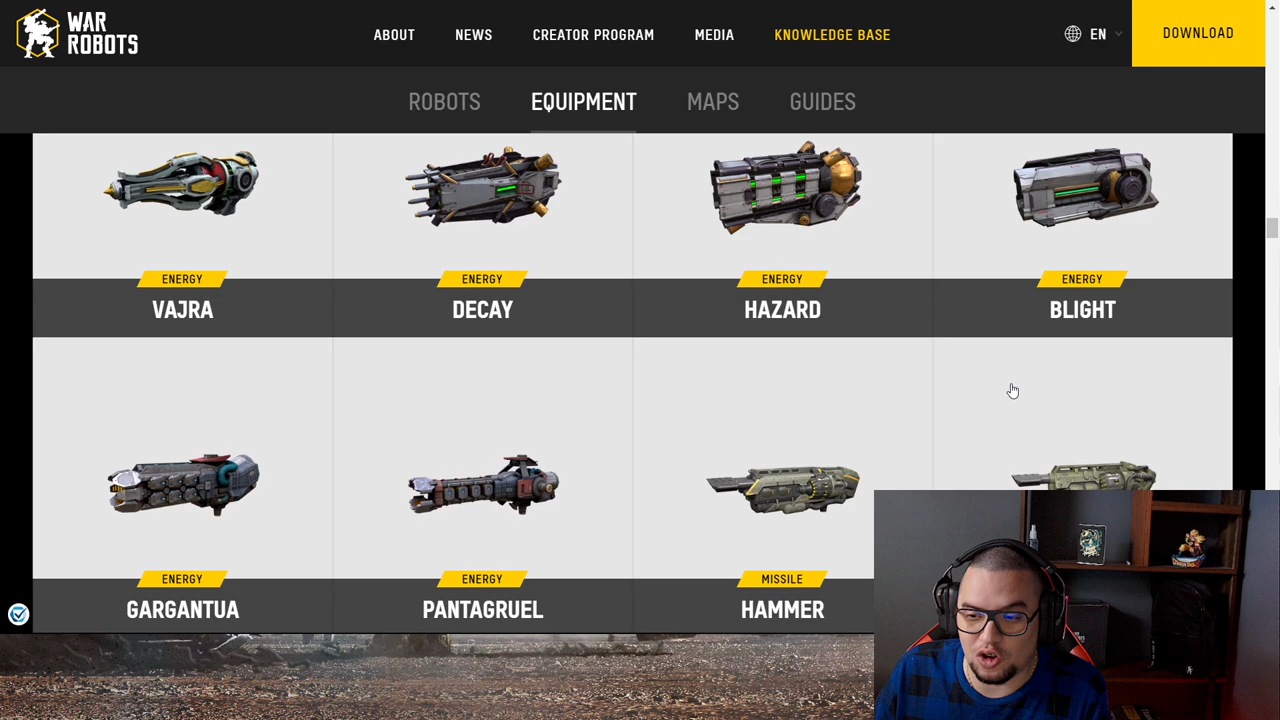 WAR
ROBOTS
ABOUT
NEWS
CREATOR PROGRAM
MEDIA
KNOWLEDGE BASE
EN
DOWNLOAD
ROBOTS
EQUIPMENT
MAPS
GUIDES
ENERGY
VAJRA
ENERGY
DECAY
ENERGY
HAZARD
ENERGY
BLIGHT
ENERGY
GARGANTUA
ENERGY
PANTAGRUEL
MISSILE
HAMMER